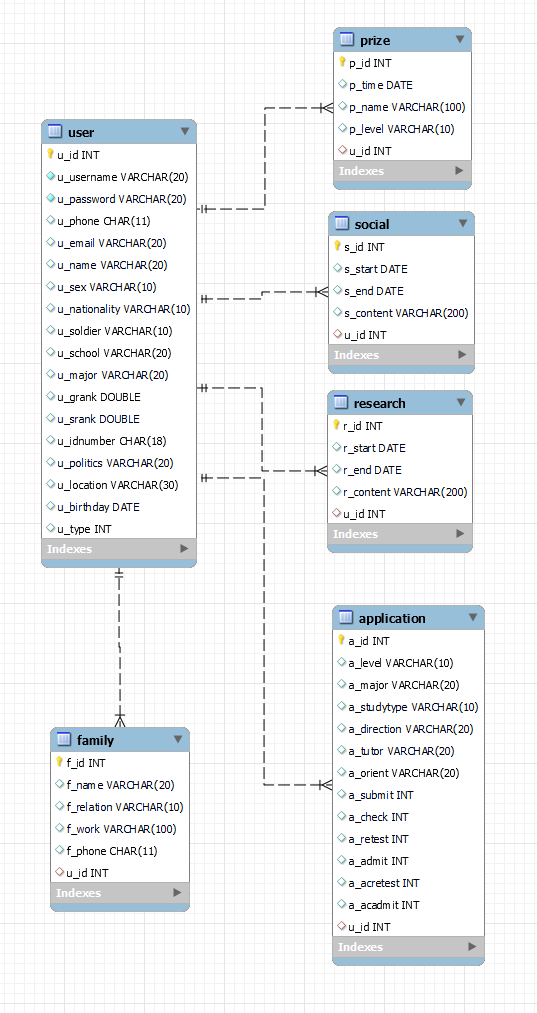 prize
p_id INT
p_time DATE
p_name VARCHAR(100)
p_level VARCHAR(10)
u_id INT
Indexes
user
u_id INT
u_username VARCHAR(20)
u_password VARCHAR(20)
u_phone CHAR(11)
u_email VARCHAR(20)
u_name VARCHAR(20)
u_sex VARCHAR(10)
u_nationality VARCHAR(10)
u_soldier VARCHAR(10)
u_school VARCHAR(20)
u_major VARCHAR(20)
u_grank DOUBLE
u_srank DOUBLE
u_idnumber CHAR(18)
u_politics VARCHAR(20)
u_location VARCHAR(30)
u_birthday DATE
u_type INT
Indexes
social
s_id INT
s_start DATE
s_end DATE
s_content VARCHAR(200)
u_id INT
Indexes
research
r_id INT
r_start DATE
r_end DATE
r_content VARCHAR(200)
u_id INT
Indexes
application
a_id INT
a_level VARCHAR(10)
a_major VARCHAR(20)
a_studytype VARCHAR(10)
a_direction VARCHAR(20)
a_tutor VARCHAR(20)
a_orient VARCHAR(20)
a_submit INT
a_check INT
a_retest INT
a_admit INT
a_acretest INT
a_acadmit INT
u_id INT
Indexes
family
f_id INT
f_name VARCHAR(20)
f_relation VARCHAR(10)
f_work VARCHAR(100)
f_phone CHAR(11)
u_id INT
Indexes